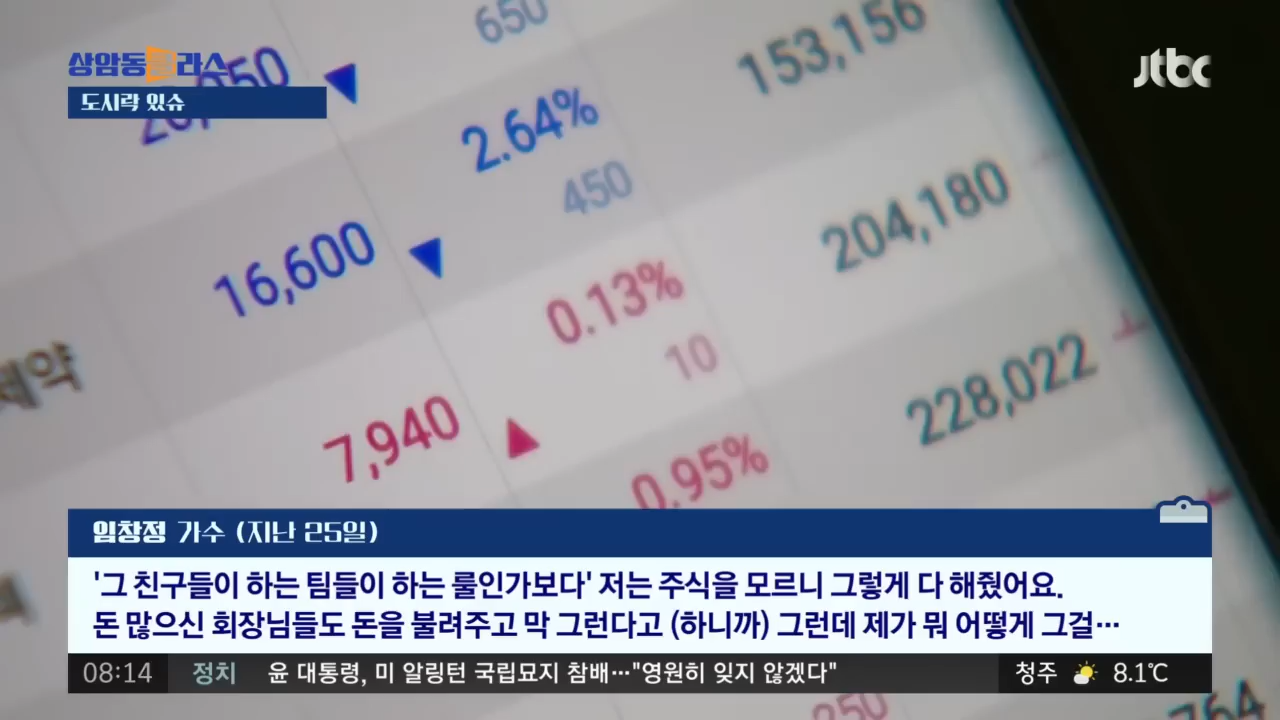 상암동클라스
도시락 있슈
jtbc
650
153,156
2.64%
450
204,180
16,600
0.13%
10
228,022
제약
7,940
0.95%
임창정 가수 (지난 25일)
'그 친구들이 하는 팀들이 하는 룰인가보다' 저는 주식을 모르니 그렇게 다 해줬어요.
돈 많으신 회장님들도 돈을 불려주고 막 그런다고 (하니까) 그런데 제가 뭐 어떻게 그걸…
08:14 정치 윤 대통령, 미 알링턴 국립묘지 참배…"영원히 잊지 않겠다" 청주 8.1℃
250
764